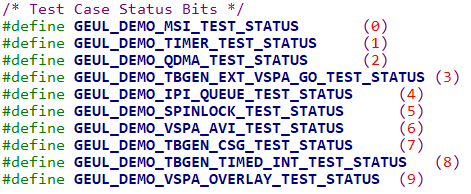 /* Test Case Status Bits */
#define GEUL_DEMO_MSI_TEST_STATUS (0)
#define GEUL_DEMO_TIMER_TEST_STATUS (1)
#define GEUL_DEMO_QDMA_TEST_STATUS (2)
#define GEUL_DEMO_TBGEN_EXT_VSPA_GO_TEST_STATUS (3)
#define GEUL_DEMO_IPI_QUEUE_TEST_STATUS (4)
#define GEUL_DEMO_SPINLOCK_TEST_STATUS (5)
#define GEUL_DEMO_VSPA_AVI_TEST_STATUS (6)
#define GEUL_DEMO_TBGEN_CSG_TEST_STATUS (7)
#define GEUL_DEMO_TBGEN_TIMED_INT_TEST_STATUS (8)
#define GEUL_DEMO_VSPA_OVERLAY_TEST_STATUS (9)